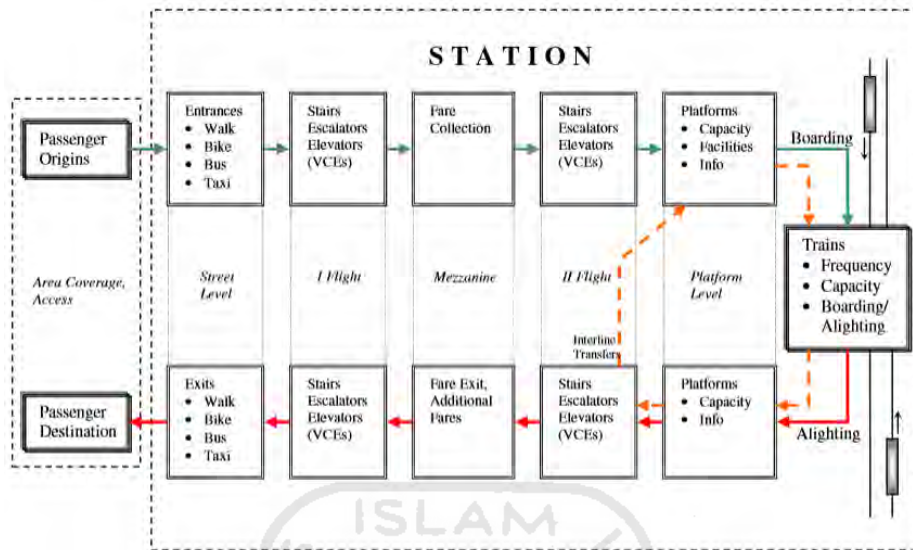 STATION
Passenger
Origins
Entrances
• Walk
• Bike
• Bus
• Taxi
Stairs
Escalators
Elevators
(VCEs)
Fare
Collection
Stairs
Escalators
Elevators
(VCEs)
Platforms
• Capacity
• Facilities
• Info
Boarding
Area Coverage,
Access
Street
Level
I Flight
Mezzanine
II Flight
Platform
Level
Trains
• Frequency
• Capacity
• Boarding/
Alighting
Interline
Transfers
Passenger
Destination
Exits
• Walk
• Bike
• Bus
• Taxi
Stairs
Escalators
Elevators
(VCEs)
Fare Exit,
Additional
Fares
Stairs
Escalators
Elevators
(VCEs)
Platforms
• Capacity
• Info
Alighting
ISLAM